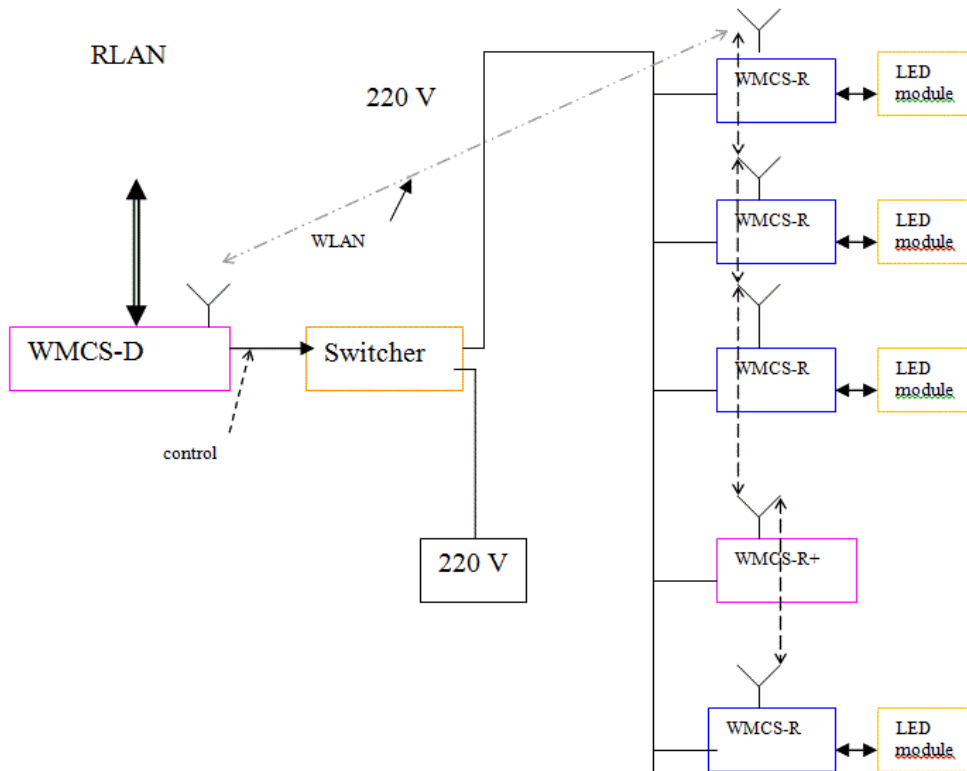 RLAN
220 V
WMCS-R
LED
module
WMCS-R
LED
module
WLAN
WMCS-D
Switcher
WMCS-R
LED
module
control
220 V
WMCS-R+
WMCS-R
LED
module